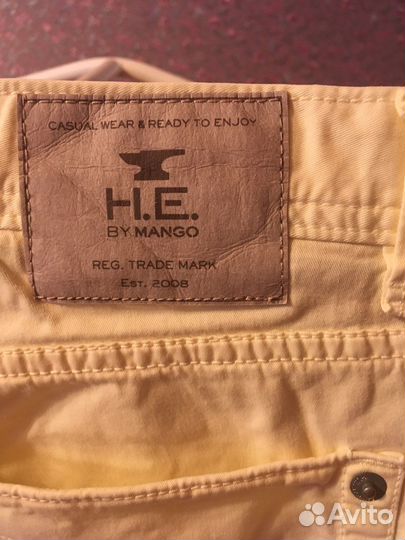 CASUAL WEAR & READY TO ENJOY
H.E.
BY MANGO
REG. TRADE MARK
EST. 2008
Avito